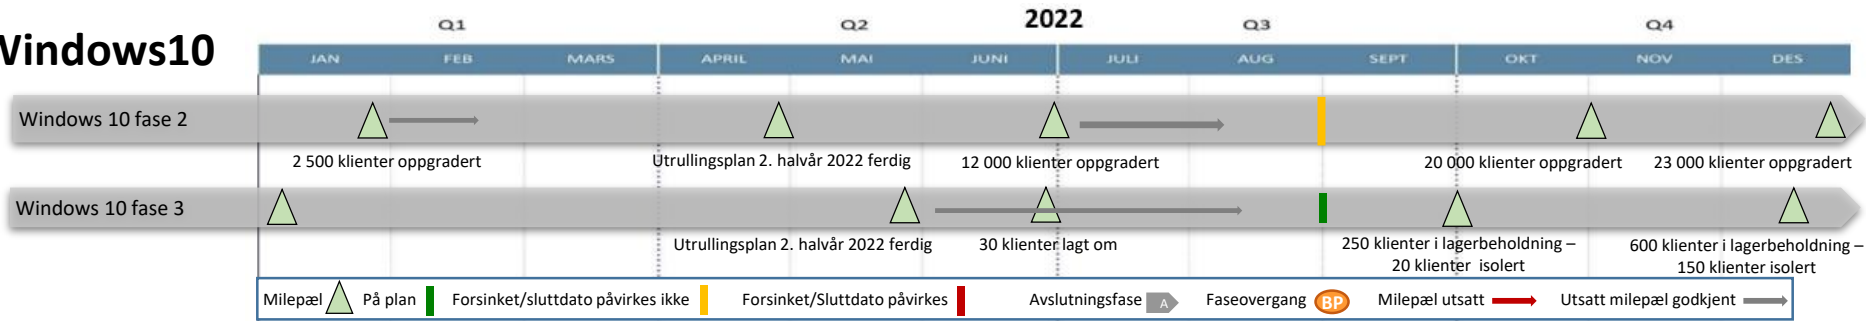 Q1 Q2 2022 Q3 Q4
Windows10
JAN FEB MARS APRIL MAI JUNI JULI AUG SEPT OKT NOV DES
Windows 10 fase 2
2 500 klienter oppgradert Utrullingsplan 2. halvår 2022 ferdig 12 000 klienter oppgradert 20 000 klienter oppgradert 23 000 klienter oppgradert
Windows 10 fase 3
Utrullingsplan 2. halvår 2022 ferdig 30 klienter lagt om 250 klienter i lagerbeholdning – 600 klienter i lagerbeholdning –
20 klienter isolert 150 klienter isolert
Milepæl På plan Forsinket/sluttdato påvirkes ikke Forsinket/Sluttdato påvirkes Avslutningsfase A Faseovergang BP Milepæl utsatt Utsatt milepæl godkjent